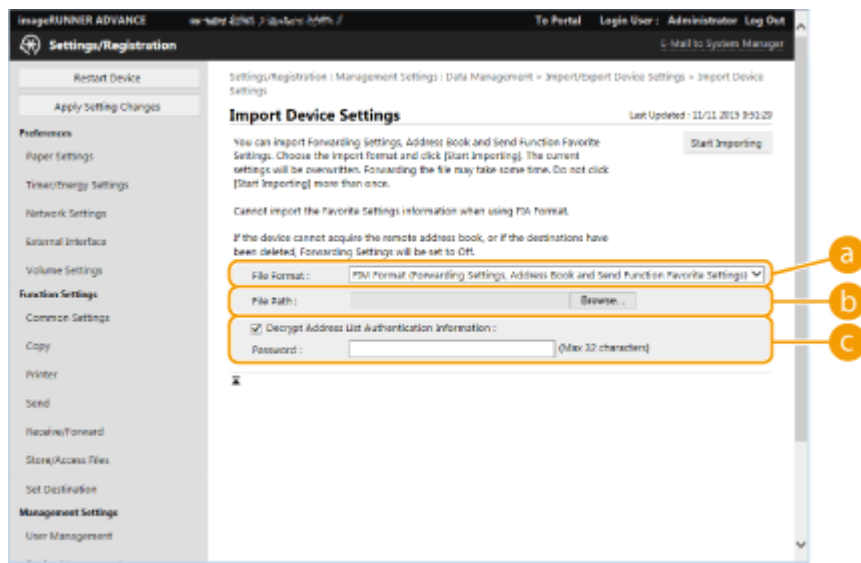 imageRUNNER ADVANCE
To Portal Login User : Administrator Log Out
Settings/Registration
E-Mail to System Manager
Restart Device
Apply Setting Changes
Preferences
Paper Settings
Timer/Energy Settings
Network Settings
External Interface
Volume Settings
Function Settings
Common Settings
Copy
Printer
Send
Receive/Forward
Store/Access Files
Set Destination
Management Settings
User Management
Settings/Registration : Management Settings : Data Management > Import/Export Device Settings > Import Device
Settings
Import Device Settings
Last Updated : 11/11 2015 9:51:29
You can import Forwarding Settings, Address Book and Send Function Favorite
Settings. Choose the import format and click [Start Importing]. The current
settings will be overwritten. Forwarding the file may take some time. Do not click
[Start Importing] more than once.
Start Importing
Cannot import the Favorite Settings information when using FIA Format.
If the device cannot acquire the remote address book, or if the destinations have
been deleted, Forwarding Settings will be set to Off.
File Format : Format (Forwarding Settings, Address Book and Send Function Favorite Settings)
a
File Path : Browse...
b
Decrypt Address List Authentication Information :
Password : (Max 32 characters)
c